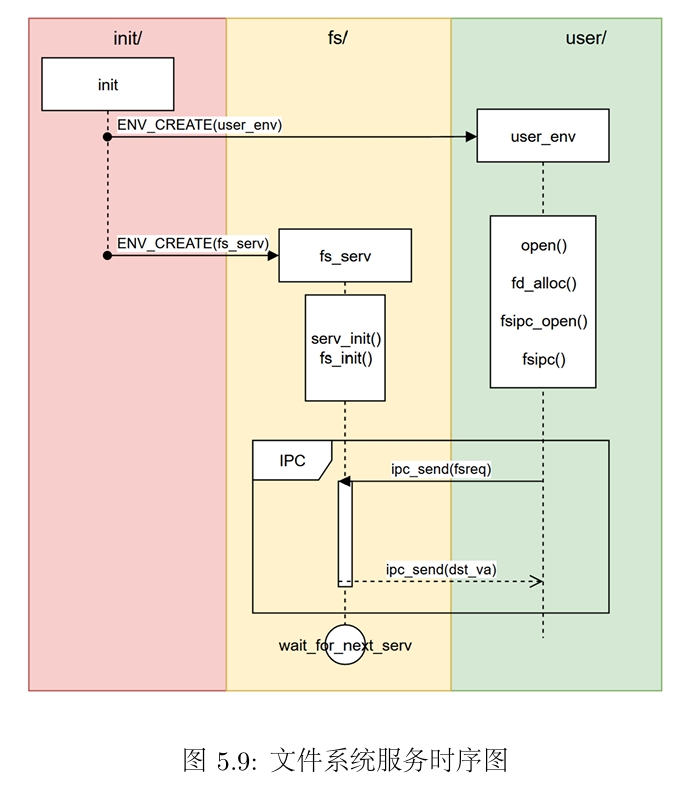 init/
fs/
user/
init
ENV_CREATE(user_env)
user_env
ENV_CREATE(fs_serv)
fs_serv
open()
fd_alloc()
fsipc_open()
fsipc()
serv_init()
fs_init()
IPC
ipc_send(fsreq)
ipc_send(dst_va)
wait_for_next_serv
图 5.9: 文件系统服务时序图